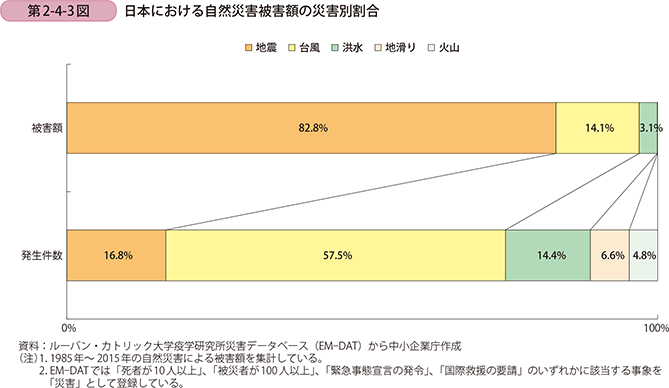 第2-4-3図 日本における自然災害被害額の災害別割合
地震 台風 洪水 地滑り 火山
被害額 82.8% 14.1% 3.1%
発生件数 16.8% 57.5% 14.4% 6.6% 4.8%
0% 100%
資料：ルーバン・カトリック大学疫学研究所災害データベース（EM−DAT）から中小企業庁作成
（注）1. 1985年～2015年の自然災害による被害額を集計している。
2. EM−DATでは「死者が10人以上」、「被災者が100人以上」、「緊急事態宣言の発令」、「国際救援の要請」のいずれかに該当する事象を
「災害」として登録している。